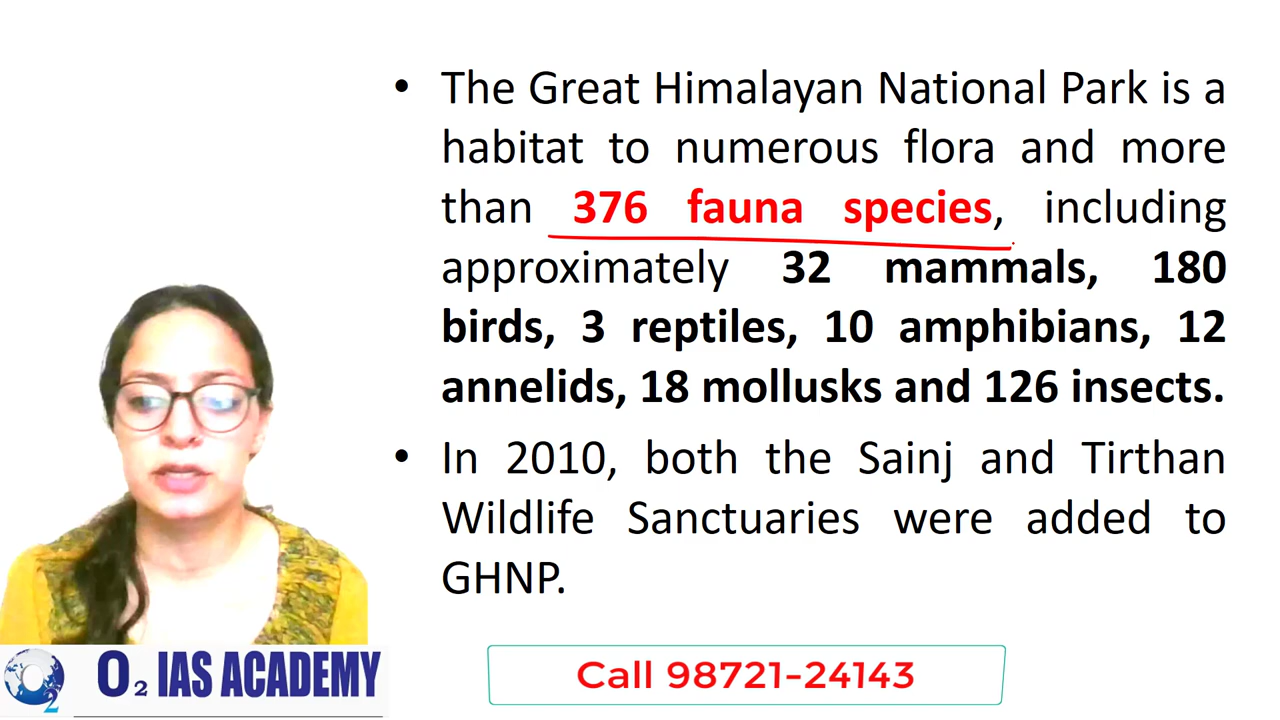 • The Great Himalayan National Park is a
habitat to numerous flora and more
than 376 fauna species, including
approximately 32 mammals, 180
birds, 3 reptiles, 10 amphibians, 12
annelids, 18 mollusks and 126 insects.
• In 2010, both the Sainj and Tirthan
Wildlife Sanctuaries were added to
GHNP.
O2 IAS ACADEMY
Call 98721-24143